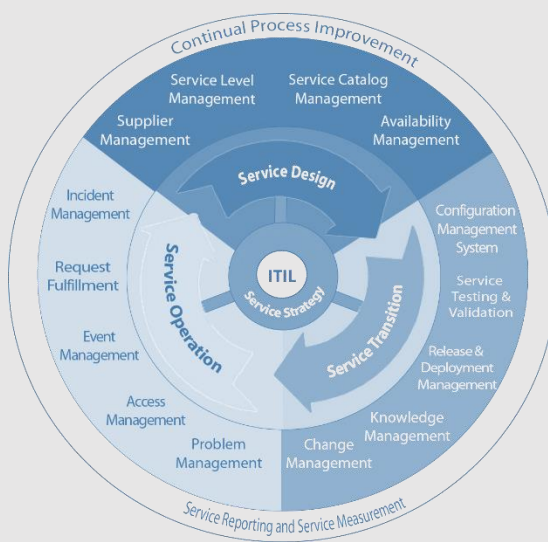 Continual Process Improvement
Service Level
Management
Service Catalog
Management
Supplier
Management
Availability
Management
Service Design
Incident
Management
Request
Fulfillment
Event
Management
Access
Management
Problem
Management
Service Operation
ITIL
Service Strategy
Service Transition
Configuration
Management
System
Service
Testing &
Validation
Release &
Deployment
Management
Knowledge
Management
Change
Management
Service Reporting and Service Measurement